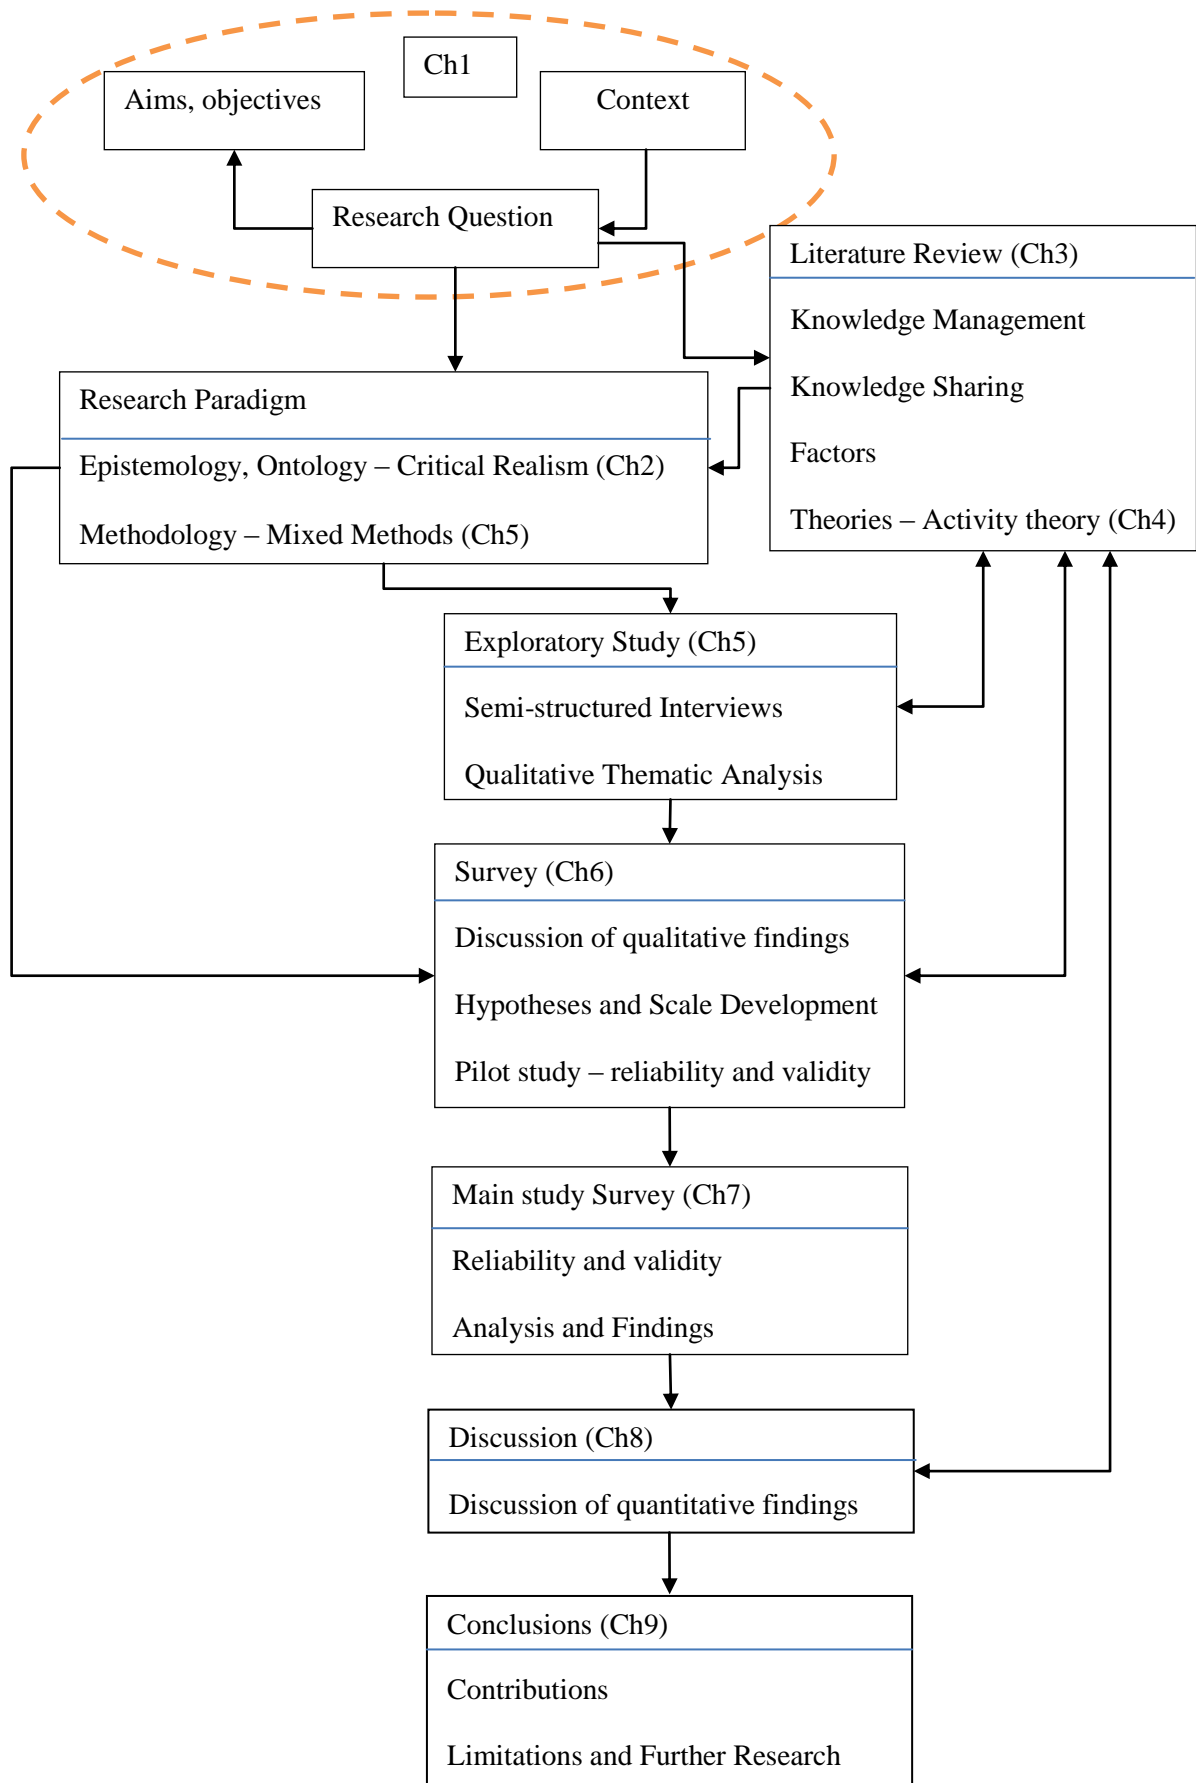 Ch1
Aims, objectives
Context
Research Question
Literature Review (Ch3)
Knowledge Management
Knowledge Sharing
Factors
Theories – Activity theory (Ch4)
Research Paradigm
Epistemology, Ontology – Critical Realism (Ch2)
Methodology – Mixed Methods (Ch5)
Exploratory Study (Ch5)
Semi-structured Interviews
Qualitative Thematic Analysis
Survey (Ch6)
Discussion of qualitative findings
Hypotheses and Scale Development
Pilot study – reliability and validity
Main study Survey (Ch7)
Reliability and validity
Analysis and Findings
Discussion (Ch8)
Discussion of quantitative findings
Conclusions (Ch9)
Contributions
Limitations and Further Research